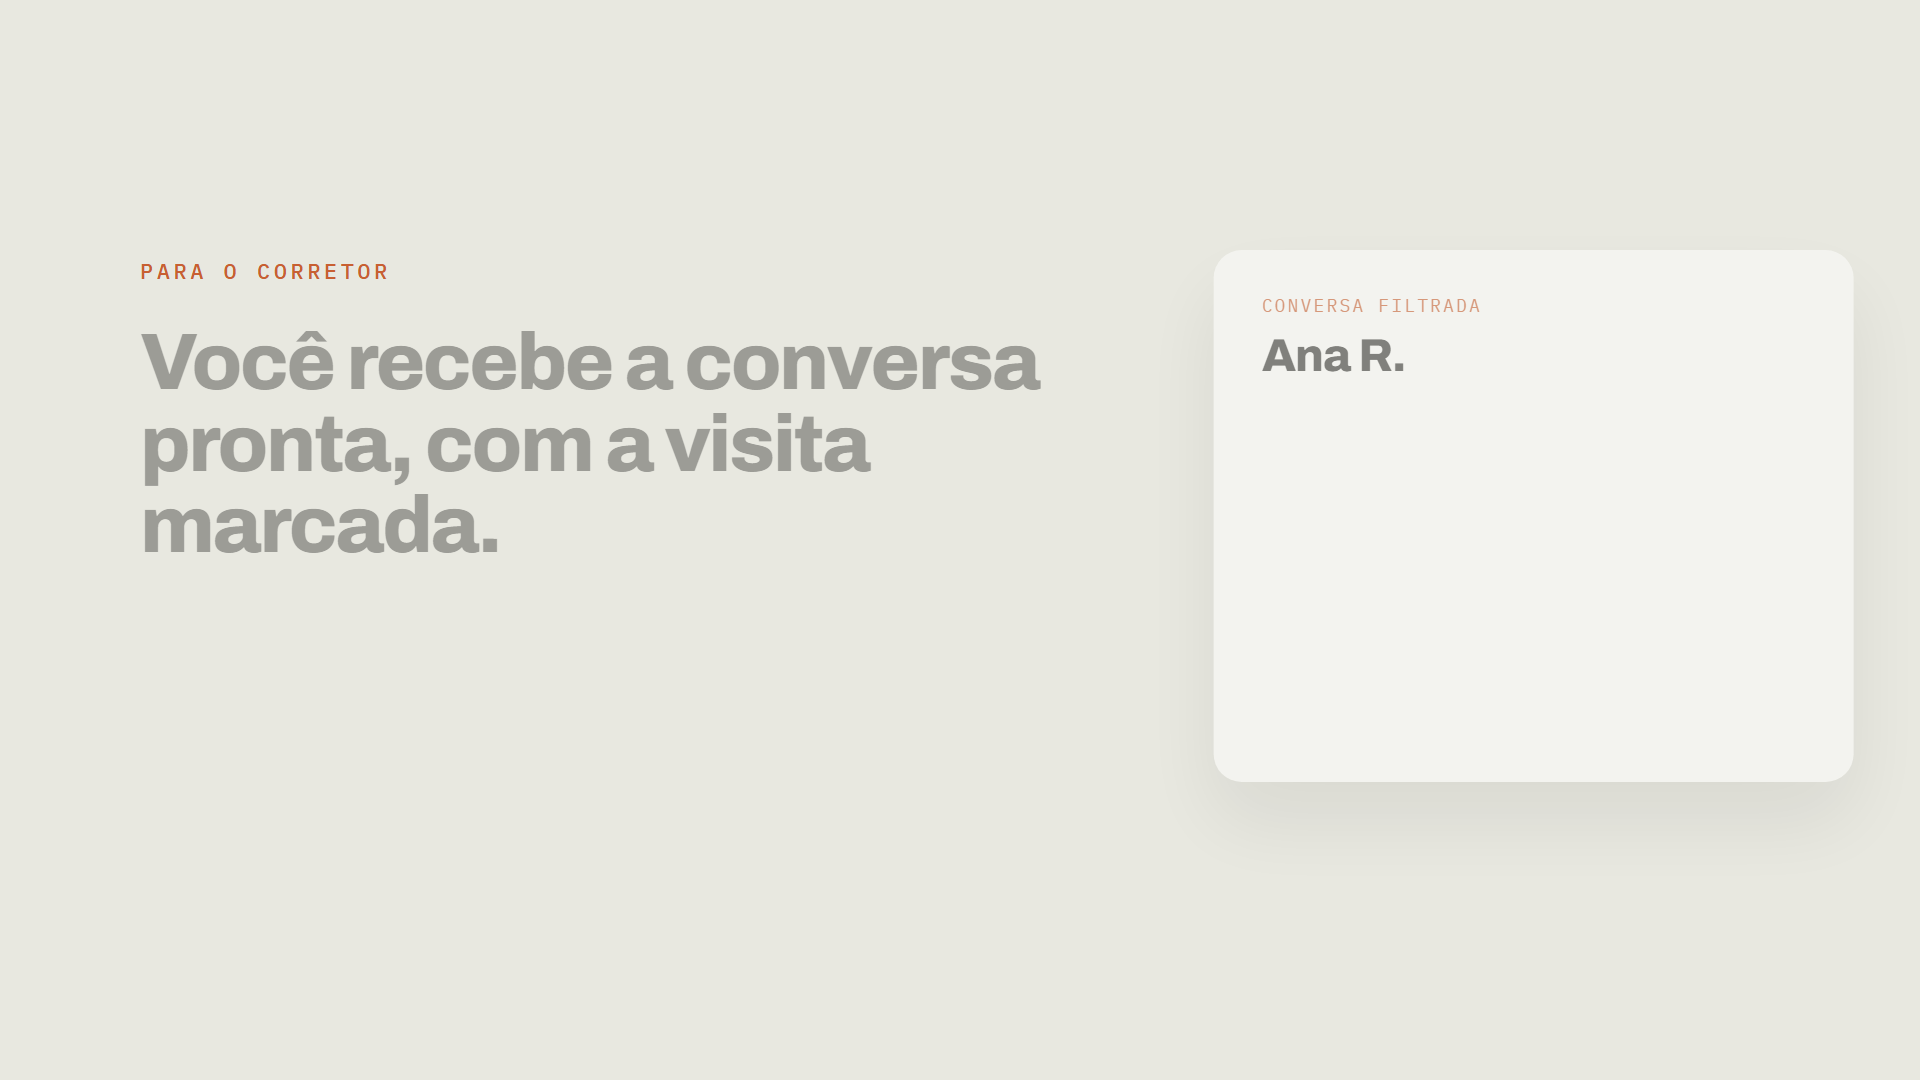 PARA O CORRETOR
Você recebe a conversa
pronta, com a visita
marcada.
CONVERSA FILTRADA
Ana R.